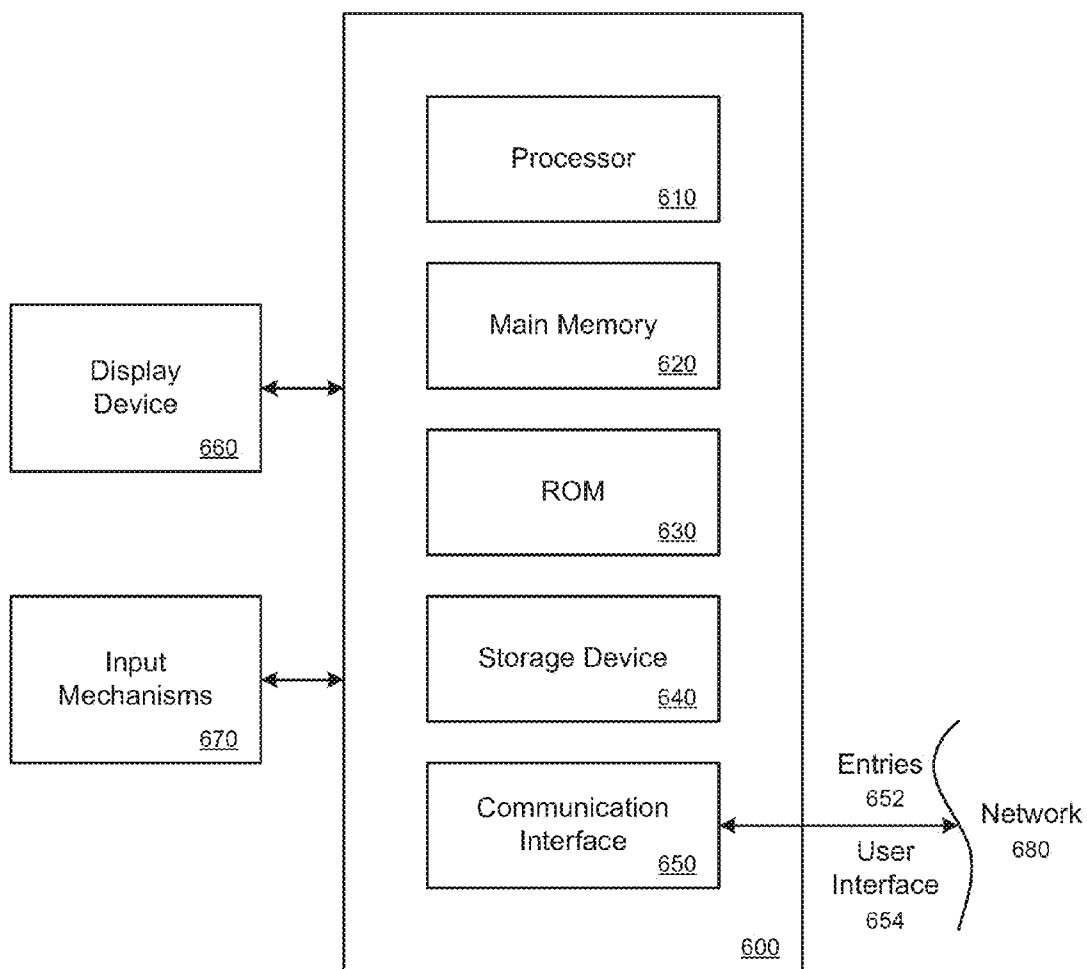 Processor
610
Main Memory
620
Display
Device
660
ROM
630
Input
Mechanisms
670
Storage Device
640
Communication
Interface
650
Entries
652
User
Interface
654
Network
680
600